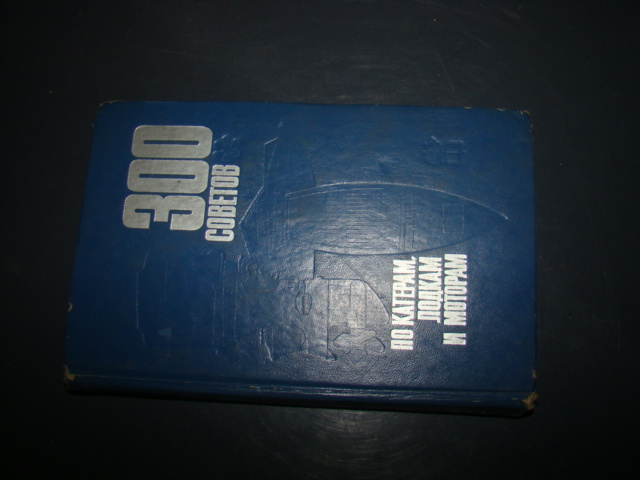 300
СОВЕТОВ
ПО КАТЕРАМ,
ЛОДКАМ
И МОТОРАМ